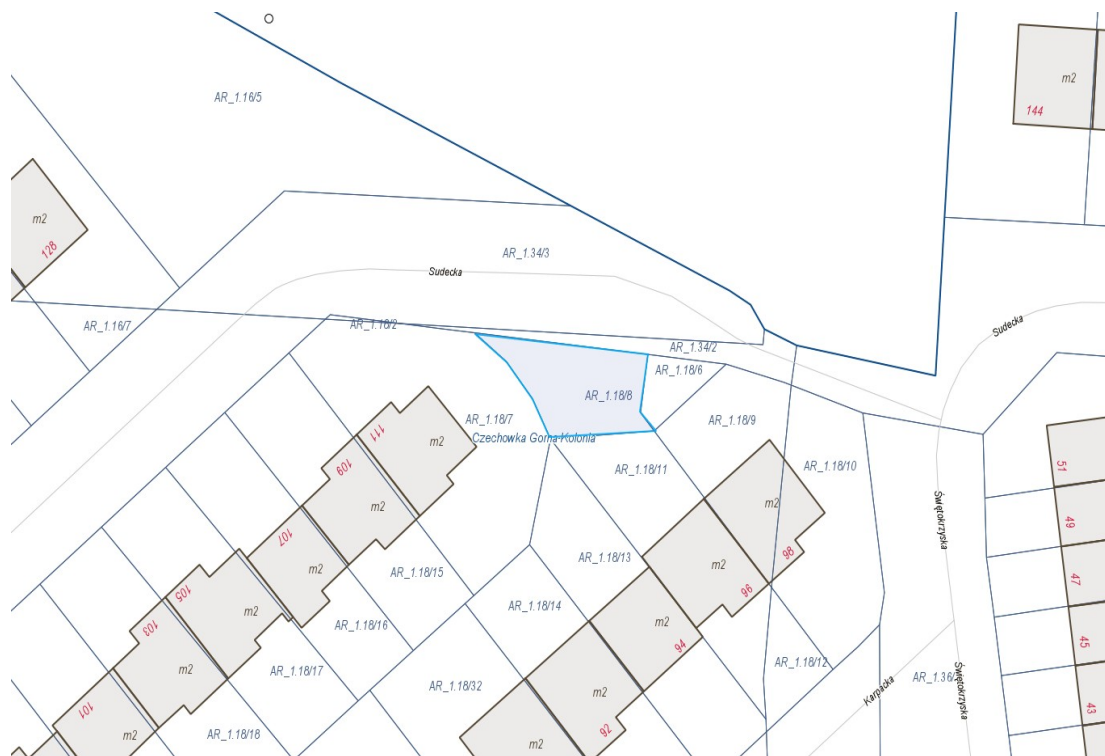 m2
AR_1.16/5
144
m2
128
AR_1.34/3
Sudecka
Sudecka
AR_1.16/7
AR_1.18/2
AR_1.34/2
AR_1.18/6
AR_1.18/8
AR_1.18/7
AR_1.18/9
Czechowka Gorna Kolonia
111
m2
109
m2
AR_1.18/11
AR_1.18/10
51
m2
Świętokrzyska
49
107
m2
98
AR_1.18/13
m2
AR_1.18/15
47
105
m2
96
AR_1.18/14
103
AR_1.18/16
m2
94
45
m2
AR_1.18/17
AR_1.18/12
AR_1.36/
Świętokrzyska
Karpacka
AR_1.18/32
m2
43
101
m2
92
AR_1.18/18
m2